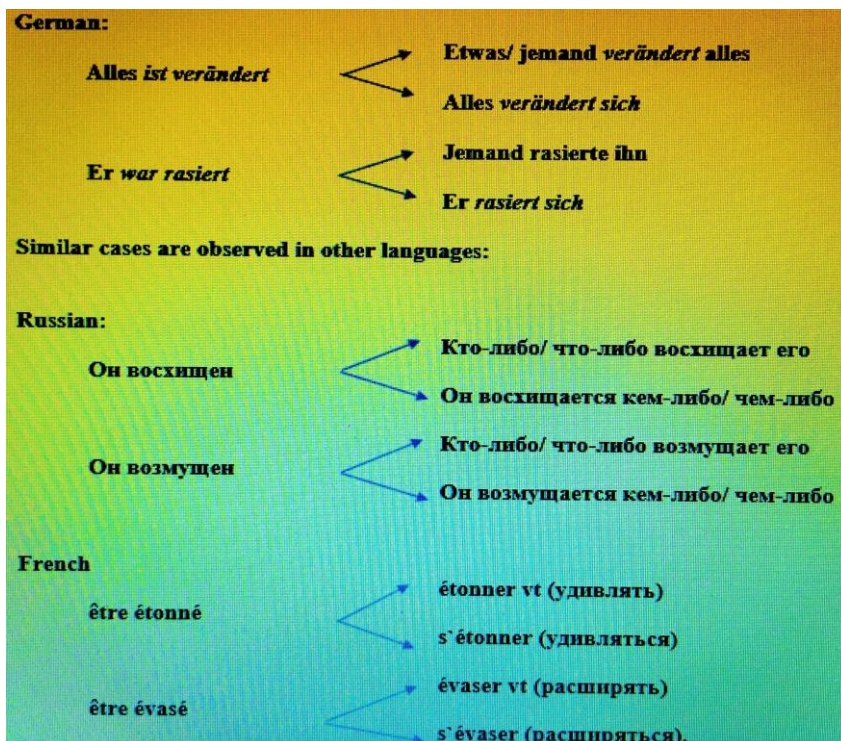 German:
Etwas/ jemand verändert alles
Alles ist verändert
Alles verändert sich
Jemand rasierte ihn
Er war rasiert
Er rasiert sich
Similar cases are observed in other languages:
Russian:
Кто-либо/ что-либо восхищает его
Он восхищен
Он восхищается кем-либо/ чем-либо
Кто-либо/ что-либо возмущает его
Он возмущен
Он возмущается кем-либо/ чем-либо
French
étonner vt (удивлять)
être étonné
s`étonner (удивляться)
évaser vt (расширять)
être évasé
s`évaser (расширяться).